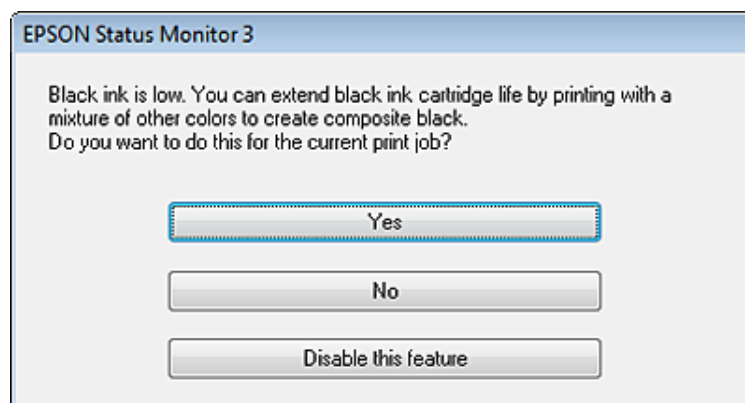 EPSON Status Monitor 3
Black ink is low. You can extend black ink cartridge life by printing with a
mixture of other colors to create composite black.
Do you want to do this for the current print job?
Yes
No
Disable this feature